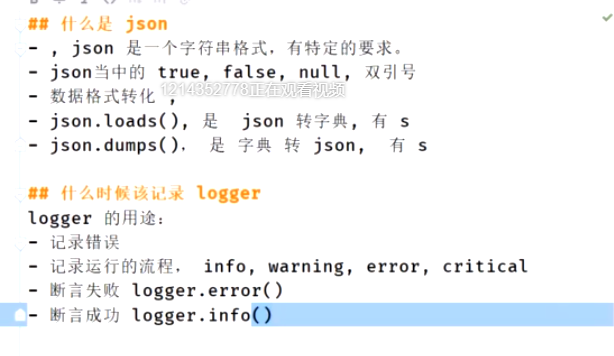 ## 什么是 json
- , json 是一个字符串格式，有特定的要求。
- json当中的 true, false, null, 双引号
1214352778正在观看视频
- 数据格式转化 ,
- json.loads(), 是 json 转字典, 有 s
- json.dumps(), 是 字典 转 json, 有 s
## 什么时候该记录 logger
logger 的用途:
- 记录错误
- 记录运行的流程， info, warning, error, critical
- 断言失败 logger.error()
- 断言成功 logger.info()